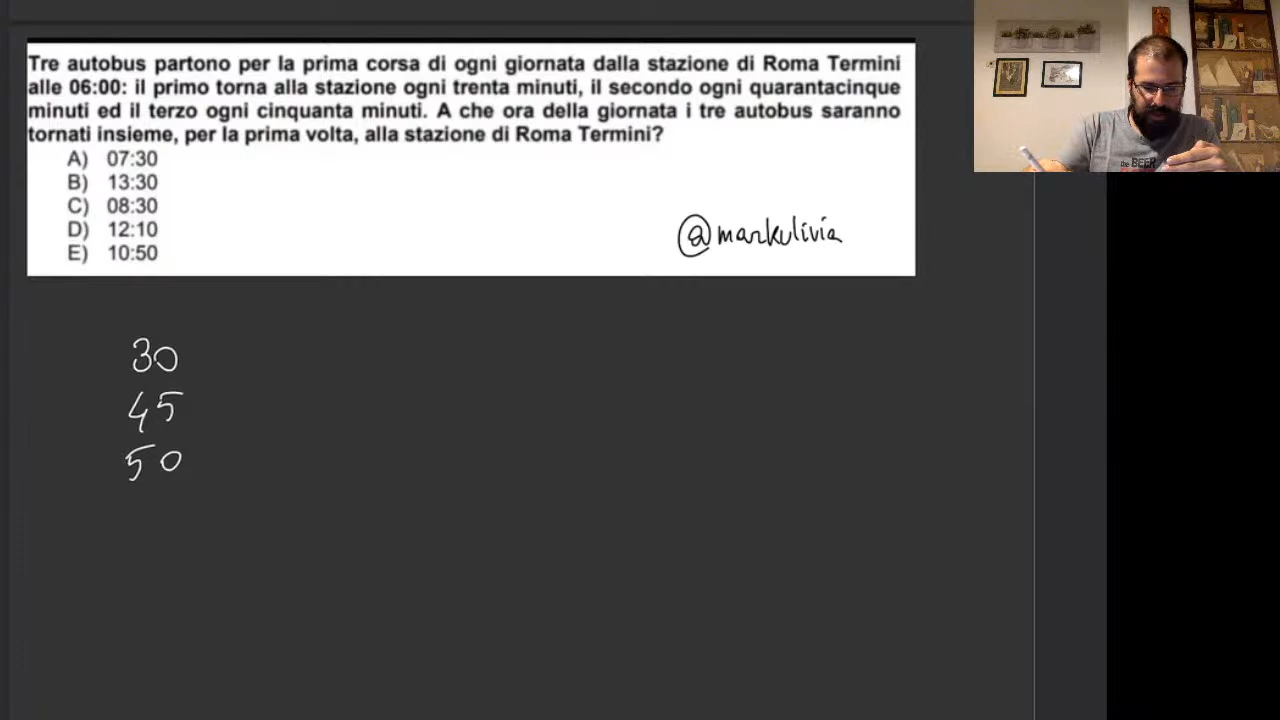 Tre autobus partono per la prima corsa di ogni giornata dalla stazione di Roma Termini
alle 06:00: il primo torna alla stazione ogni trenta minuti, il secondo ogni quarantacinque
minuti ed il terzo ogni cinquanta minuti. A che ora della giornata i tre autobus saranno
tornati insieme, per la prima volta, alla stazione di Roma Termini?
A) 07:30
B) 13:30
C) 08:30
D) 12:10
E) 10:50
@markulivia
30
45
50